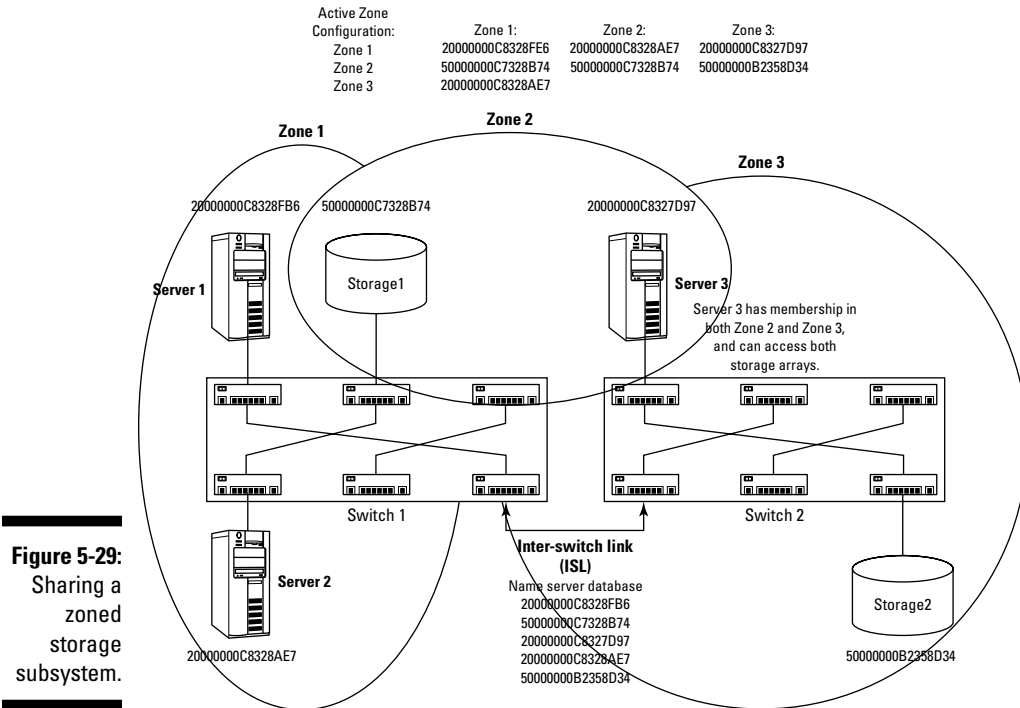 Active Zone
Configuration:
Zone 1
Zone 2
Zone 3
Zone 1:
20000000C8328FE6
50000000C7328B74
20000000C8328AE7
Zone 2:
20000000C8328AE7
50000000C7328B74
Zone 3:
20000000C8327D97
50000000B2358D34
Zone 1
Zone 2
Zone 3
20000000C8328FB6
50000000C7328B74
20000000C8327D97
Server 1
Storage1
Server 3
Server 3 has membership in
both Zone 2 and Zone 3,
and can access both
storage arrays.
Switch 1
Switch 2
Inter-switch link
(ISL)
Name server database
20000000C8328FB6
50000000C7328B74
20000000C8327D97
20000000C8328AE7
50000000B2358D34
Server 2
20000000C8328AE7
Storage2
50000000B2358D34
Figure 5-29:
Sharing a
zoned
storage
subsystem.